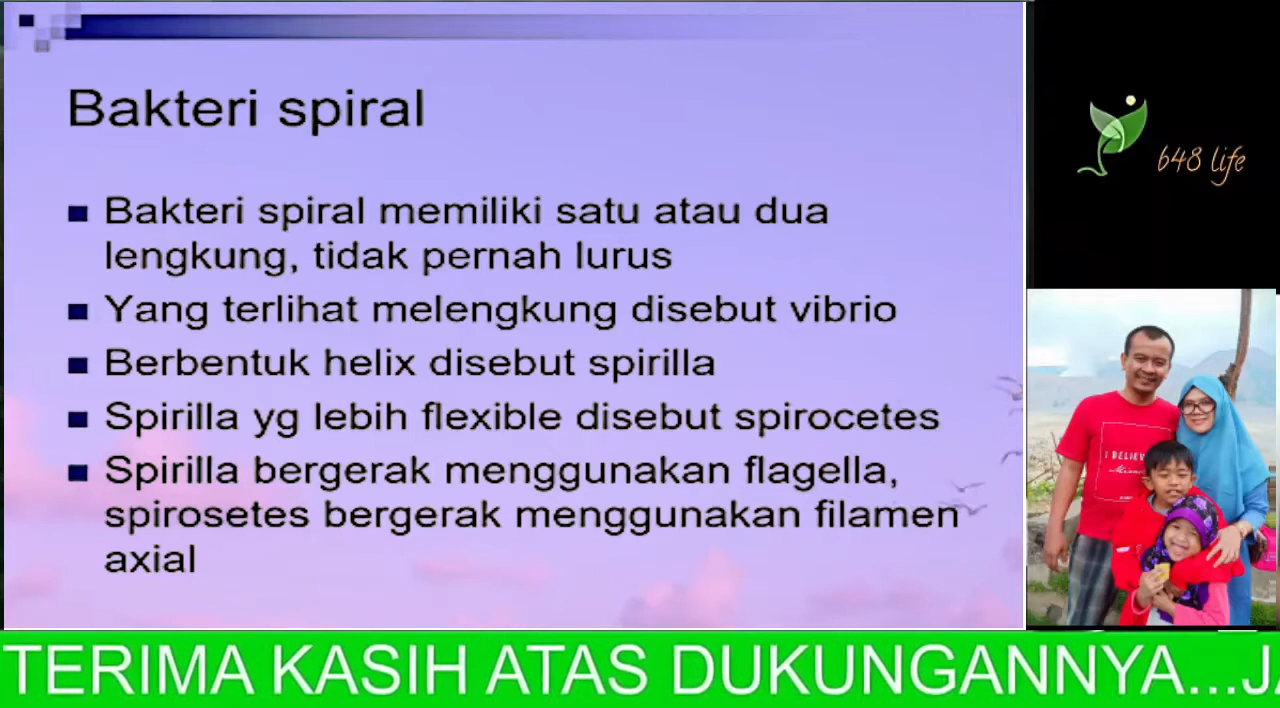 Bakteri spiral
Bakteri spiral memiliki satu atau dua
lengkung, tidak pernah lurus
Yang terlihat melengkung disebut vibrio
Berbentuk helix disebut spirilla
Spirilla yg lebih flexible disebut spirocetes
Spirilla bergerak menggunakan flagella,
spirosetes bergerak menggunakan filamen
axial
648 life
I BELIEV
TERIMA KASIH ATAS DUKUNGANNYA...JA